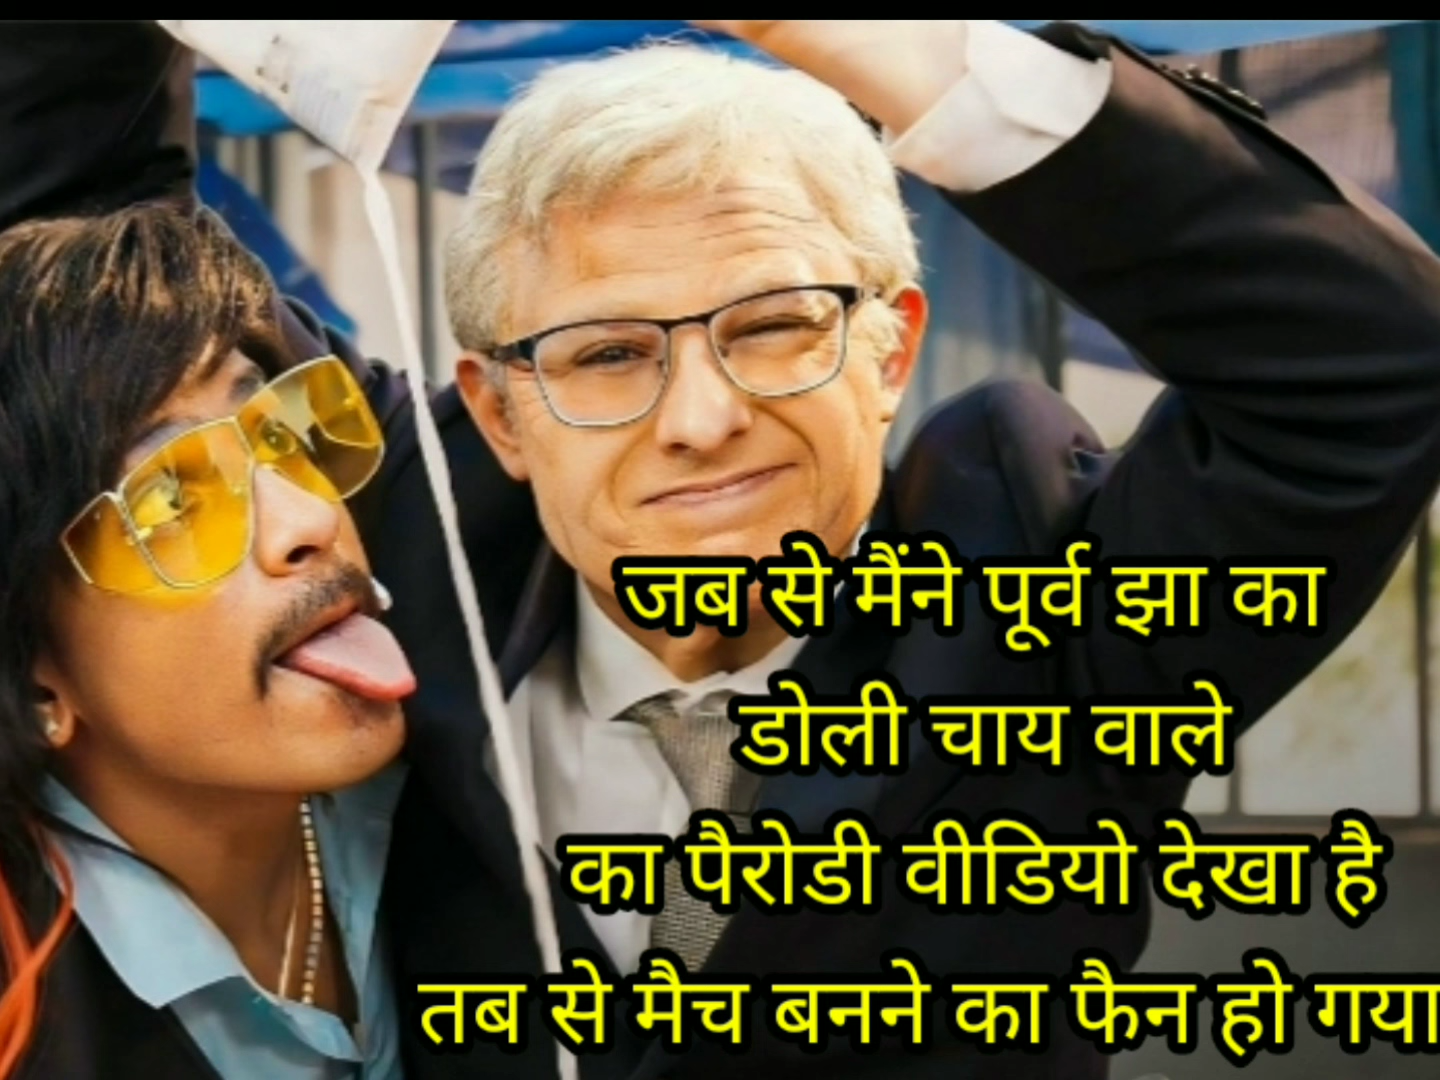 जब से मैंने पूर्व झा का
डोली चाय वाले
का पैरोडी वीडियो देखा है
तब से मैच बनने का फैन हो गया